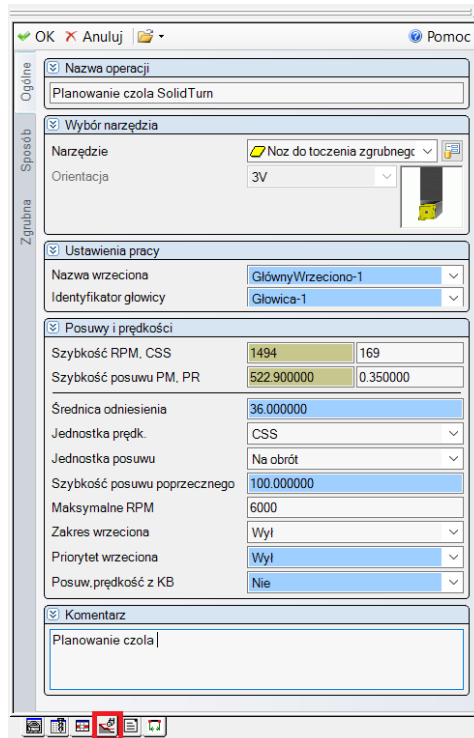 OK Anuluj Pomoc
Ogólne
Sposób
Zgrubna
Nazwa operacji
Planowanie czola SolidTurn
Wybór narzędzia
Narzędzie Noz do toczenia zgrubnegc
Orientacja 3V
Ustawienia pracy
Nazwa wrzeciona GłównyWrzeciono-1
Identyfikator głowicy Głowica-1
Posuwy i prędkości
Szybkość RPM, CSS 1494 169
Szybkość posuwu PM, PR 522.900000 0.350000
Średnica odniesienia 36.000000
Jednostka prędk. CSS
Jednostka posuwu Na obrót
Szybkość posuwu poprzecznego 100.000000
Maksymalne RPM 6000
Zakres wrzeciona Wył
Priorytet wrzeciona Wył
Posuw,prędkość z KB Nie
Komentarz
Planowanie czola